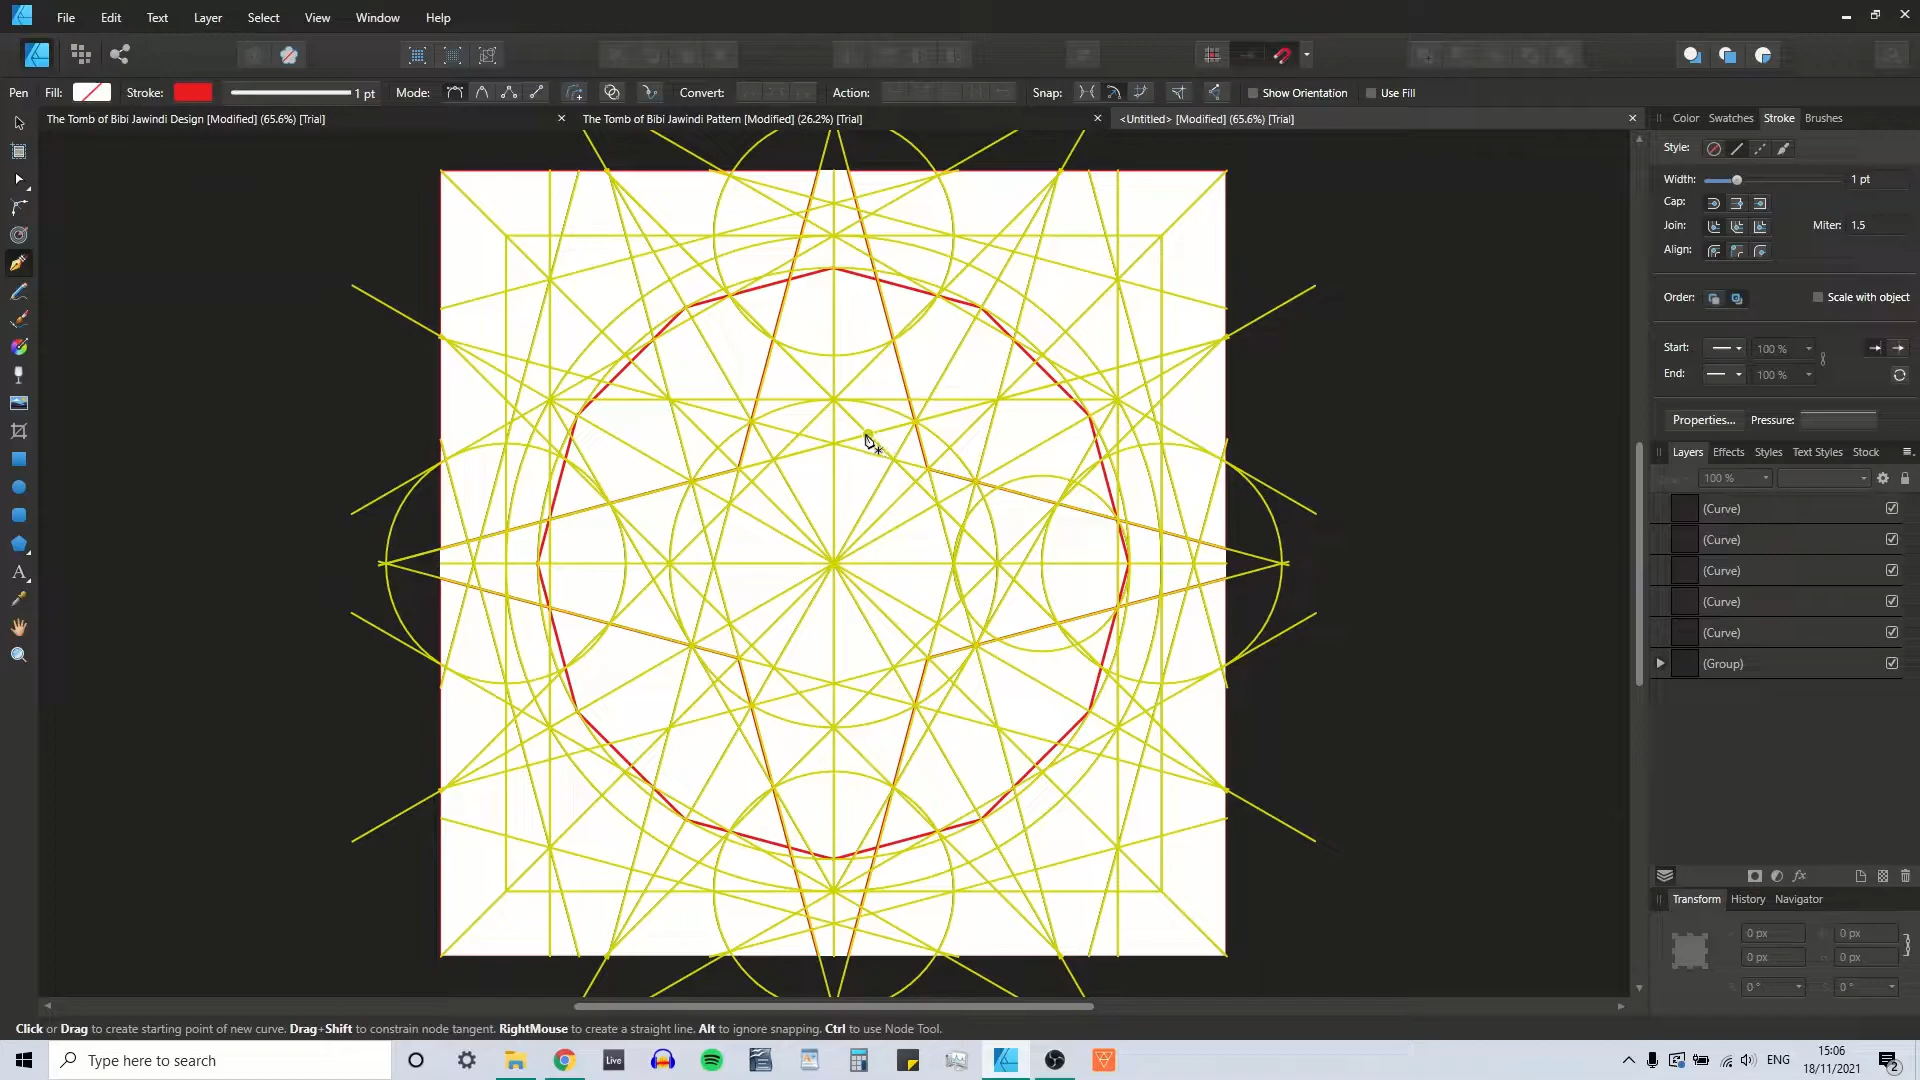 File Edit Text Layer Select View Window Help
Pen Fill: Stroke: 1 pt Mode: Convert: Action: Snap: Show Orientation Use Fill
The Tomb of Bibi Jawindi Design [Modified] (65.6%) [Trial]
The Tomb of Bibi Jawindi Pattern [Modified] (26.2%) [Trial]
<Untitled> [Modified] (65.6%) [Trial]
Color Swatches Stroke Brushes
Style:
Width: 1 pt
Cap:
Join: Miter: 1.5
Align:
Order: Scale with object
Start: 100 %
End: 100 %
Properties... Pressure:
Layers Effects Styles Text Styles Stock
100 %
(Curve)
(Curve)
(Curve)
(Curve)
(Curve)
(Group)
Transform History Navigator
0 px 0 px
0 px 0 px
0 ° 0 °
Click or Drag to create starting point of new curve. Drag+Shift to constrain node tangent. RightMouse to create a straight line. Alt to ignore snapping. Ctrl to use Node Tool.
Type here to search
Live
ENG
15:06
18/11/2021
2